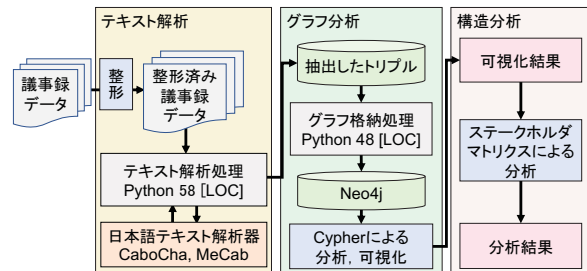 テキスト解析
議事録
データ
整
形
整形済み
議事録
データ
テキスト解析処理
Python 58 [LOC]
日本語テキスト解析器
CaboCha, MeCab
グラフ分析
抽出したトリプル
グラフ格納処理
Python 48 [LOC]
Neo4j
Cypherによる
分析, 可視化
構造分析
可視化結果
ステークホルダ
マトリクスによる
分析
分析結果